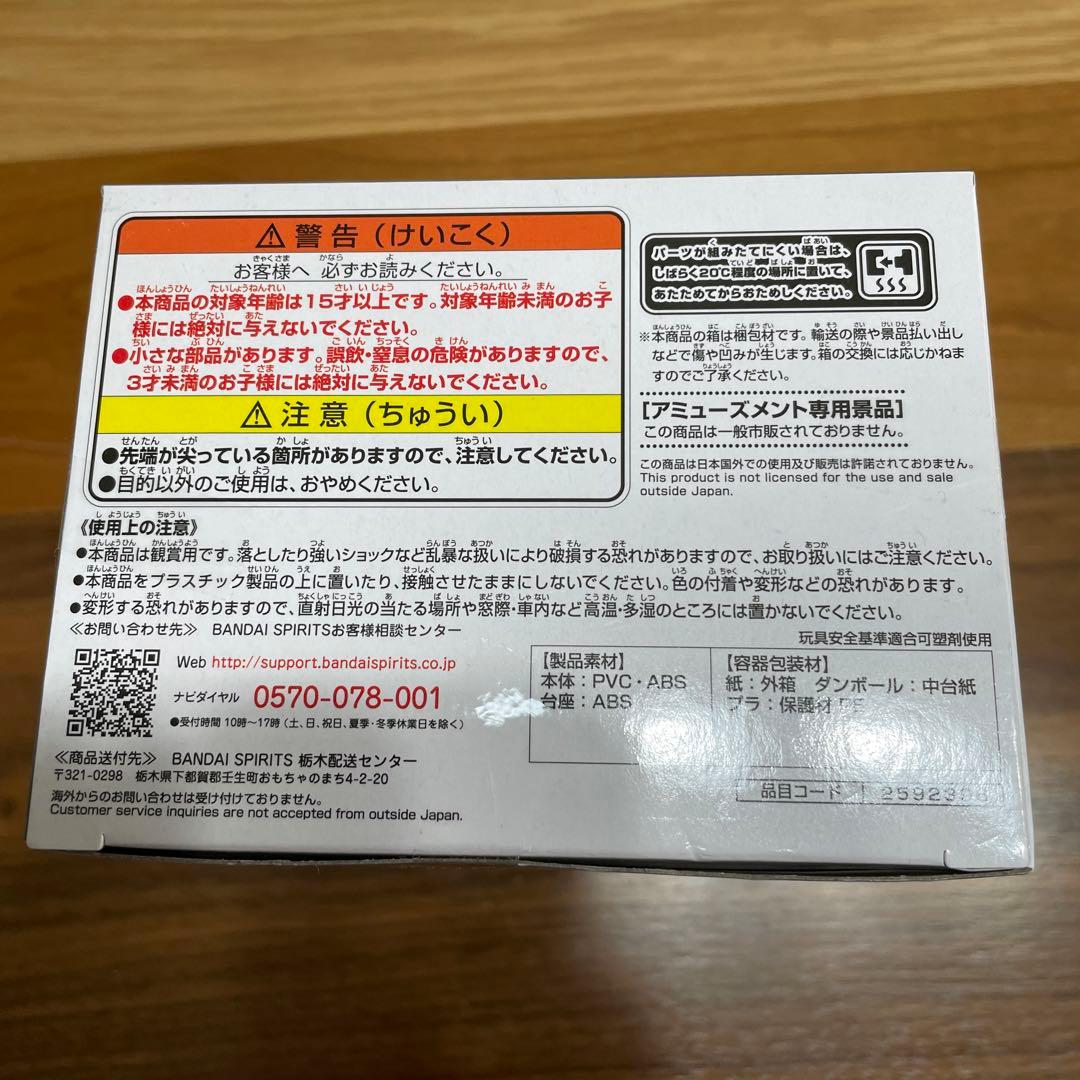 ⚠警告（けいこく）
お客様へ 必ずお読みください。
●本商品の対象年齢は15才以上です。対象年齢未満のお子
様には絶対に与えないでください。
●小さな部品があります。誤飲・窒息の危険がありますので、
3才未満のお子様には絶対に与えないでください。
⚠注意（ちゅうい）
●先端が尖っている箇所がありますので、注意してください。
●目的以外のご使用は、おやめください。
パーツが組みたてにくい場合は、
しばらく20℃程度の場所に置いて、
あたためてからおためしください。
※本商品の箱は梱包材です。輸送の際や景品払い出し
などで傷や凹みが生じます。箱の交換には応じかねま
すのでご了承ください。
［アミューズメント専用景品］
この商品は一般市販されておりません。
この商品は日本国外での使用及び販売は許諾されておりません。
This product is not licensed for the use and sale
outside Japan.
《使用上の注意》
●本商品は観賞用です。落としたり強いショックなど乱暴な扱いにより破損する恐れがありますので、お取り扱いにはご注意ください。
●本商品をプラスチック製品の上に置いたり、接触させたままにしないでください。色の付着や変形などの恐れがあります。
●変形する恐れがありますので、直射日光の当たる場所や窓際・車内など高温・多湿のところには置かないでください。
≪お問い合わせ先≫ BANDAI SPIRITSお客様相談センター
Web http://support.bandaispirits.co.jp
ナビダイヤル 0570-078-001
●受付時間 10時〜17時（土、日、祝日、夏季・冬季休業日を除く）
≪商品送付先≫ BANDAI SPIRITS 栃木配送センター
〒321-0298 栃木県下都賀郡壬生町おもちゃのまち4-2-20
海外からのお問い合わせは受け付けておりません。
Customer service inquiries are not accepted from outside Japan.
玩具安全基準適合可塑剤使用
【製品素材】
本体：PVC・ABS
台座：ABS
【容器包装材】
紙：外箱 ダンボール：中台紙
プラ：保護材
品目コード